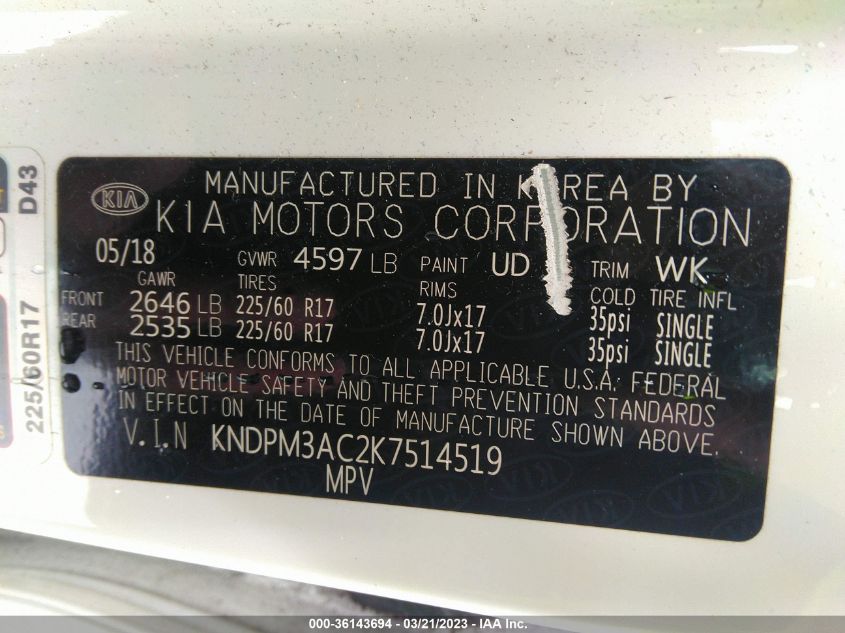 MANUFACTURED IN KOREA BY
KIA
KIA MOTORS CORPORATION
05/18 GVWR 4597 LB PAINT UD TRIM WK
GAWR TIRES RIMS COLD TIRE INFL
FRONT 2646 LB 225/60 R17 7.0Jx17 35psi SINGLE
REAR 2535 LB 225/60 R17 7.0Jx17 35psi SINGLE
THIS VEHICLE CONFORMS TO ALL APPLICABLE U.S.A. FEDERAL
MOTOR VEHICLE SAFETY AND THEFT PREVENTION STANDARDS
IN EFFECT ON THE DATE OF MANUFACTURE SHOWN ABOVE.
V.I.N KNDPM3AC2K7514519
MPV
D43
225/60R17
000-36143694 - 03/21/2023 - IAA Inc.